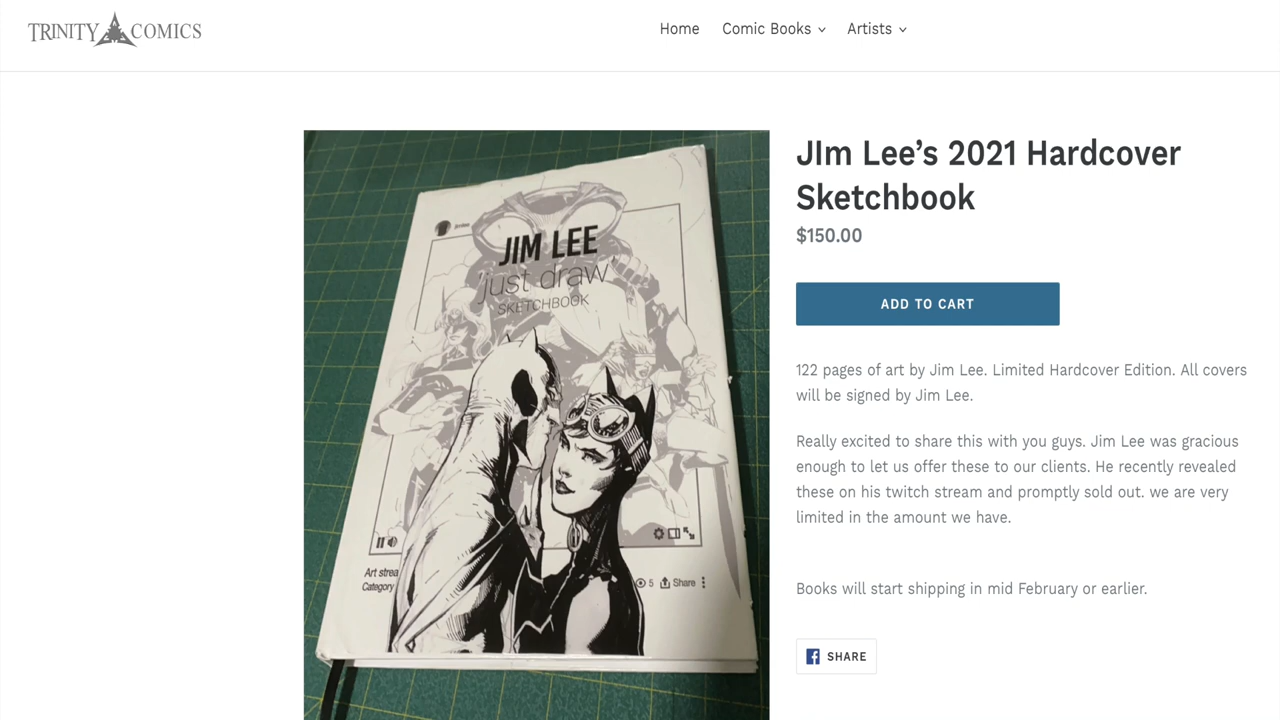 TRINITY COMICS
Home Comic Books Artists
JIM LEE
just draw
SKETCHBOOK
Art strea
Category
5 Share
JIm Lee's 2021 Hardcover
Sketchbook
$150.00
ADD TO CART
122 pages of art by Jim Lee. Limited Hardcover Edition. All covers
will be signed by Jim Lee.
Really excited to share this with you guys. Jim Lee was gracious
enough to let us offer these to our clients. He recently revealed
these on his twitch stream and promptly sold out. we are very
limited in the amount we have.
Books will start shipping in mid February or earlier.
SHARE